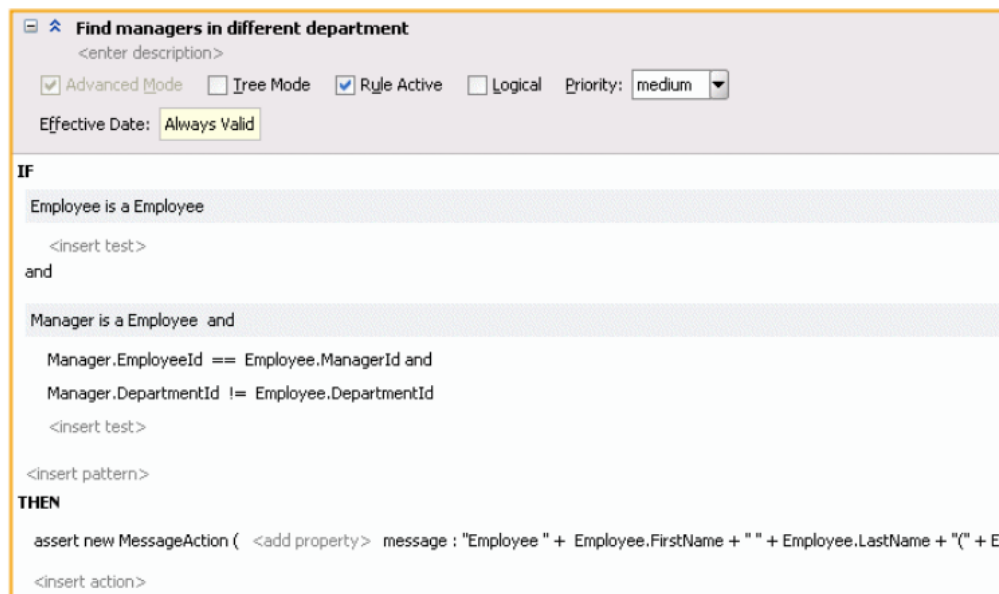 Find managers in different department
<enter description>
Advanced Mode Tree Mode Rule Active Logical Priority: medium
Effective Date: Always Valid
IF
Employee is a Employee
<insert test>
and
Manager is a Employee and
Manager.EmployeeId == Employee.ManagerId and
Manager.DepartmentId != Employee.DepartmentId
<insert test>
<insert pattern>
THEN
assert new MessageAction ( <add property> message : "Employee " + Employee.FirstName + " " + Employee.LastName + "(" + E
<insert action>